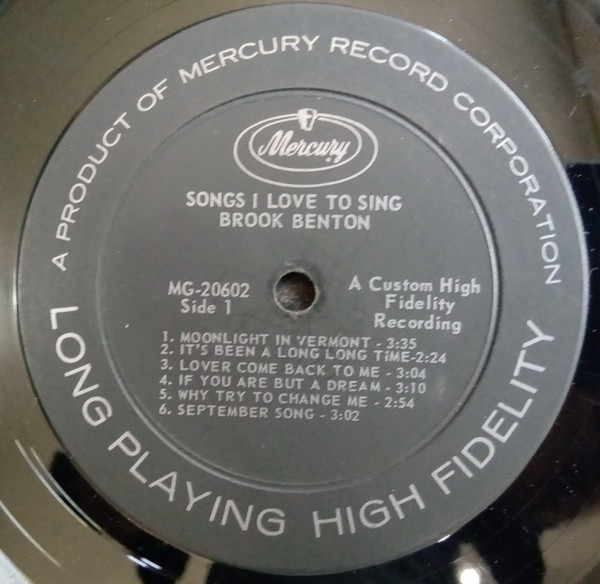 A PRODUCT OF MERCURY RECORD CORPORATION
Mercury
SONGS I LOVE TO SING
BROOK BENTON
MG-20602
Side 1
A Custom High
Fidelity
Recording
1. MOONLIGHT IN VERMONT - 3:35
2. IT'S BEEN A LONG LONG TIME-2:24
3. LOVER COME BACK TO ME - 3:04
4. IF YOU ARE BUT A DREAM - 3:10
5. WHY TRY TO CHANGE ME - 2:54
6. SEPTEMBER SONG - 3:02
LONG PLAYING HIGH FIDELITY